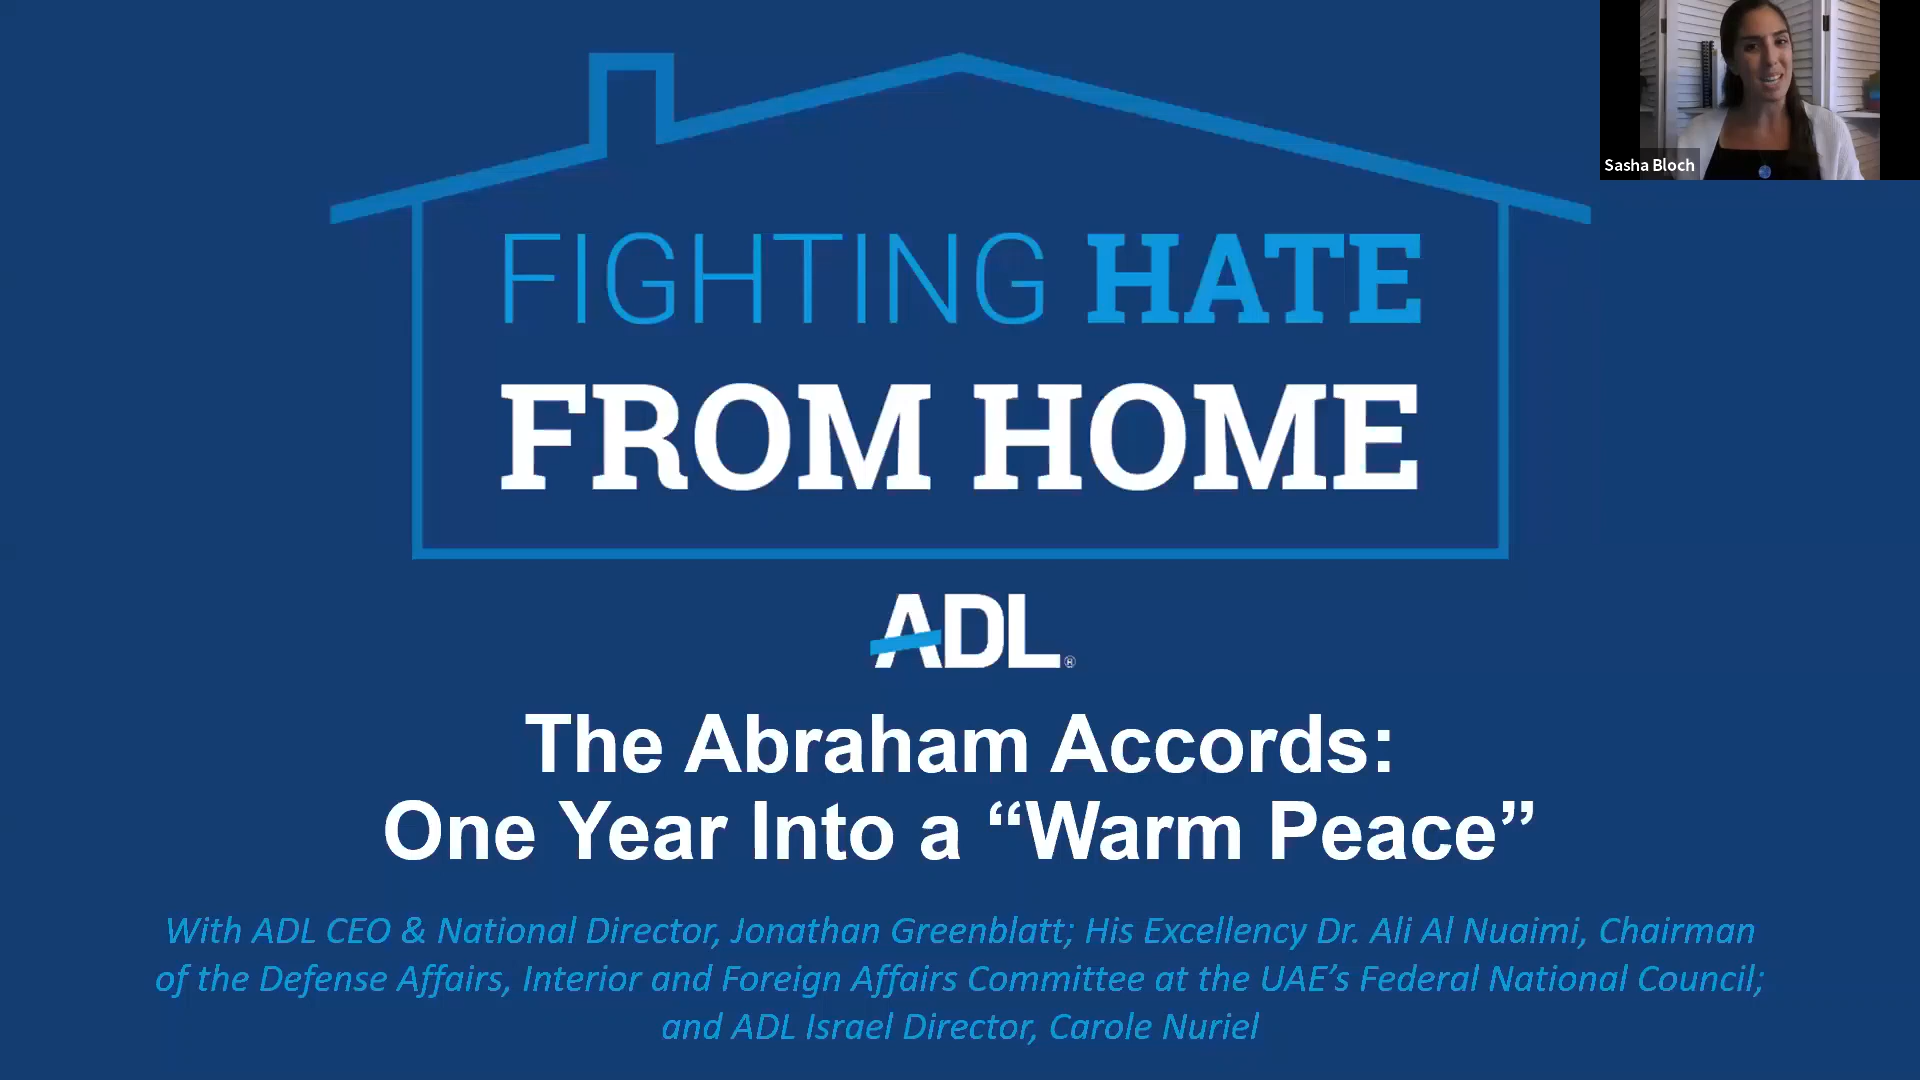 Sasha Bloch
FIGHTING HATE
FROM HOME
ADL®
The Abraham Accords:
One Year Into a “Warm Peace”
With ADL CEO & National Director, Jonathan Greenblatt; His Excellency Dr. Ali Al Nuaimi, Chairman
of the Defense Affairs, Interior and Foreign Affairs Committee at the UAE’s Federal National Council;
and ADL Israel Director, Carole Nuriel